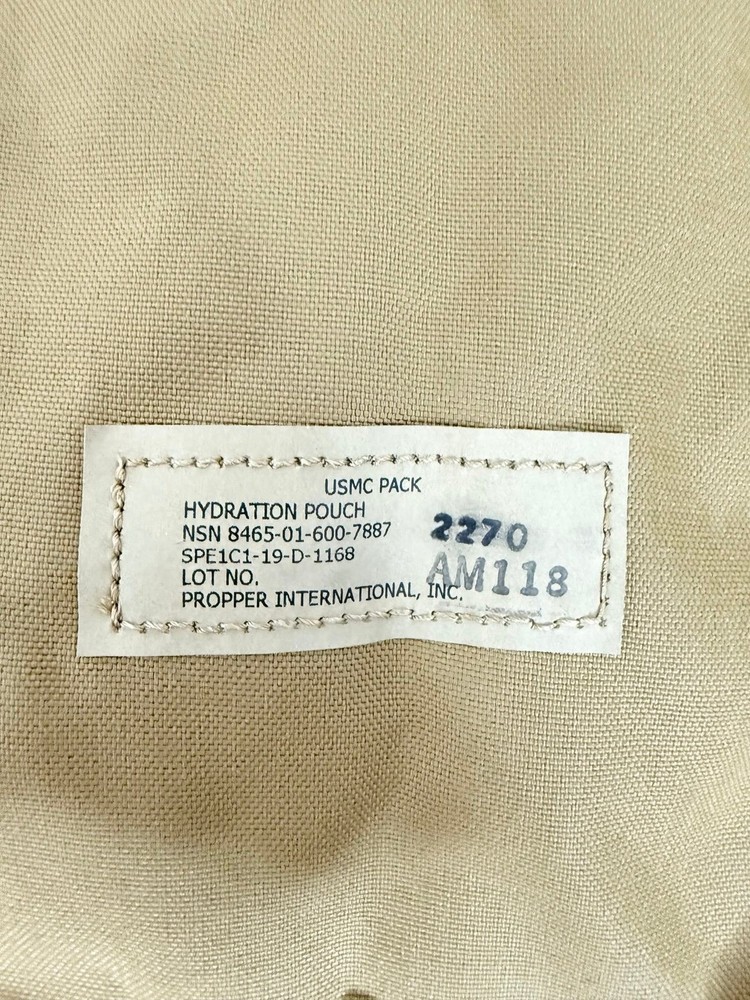 USMC PACK
HYDRATION POUCH
NSN 8465-01-600-7887
SPE1C1-19-D-1168
LOT NO.
PROPPER INTERNATIONAL, INC.
2270
AM118